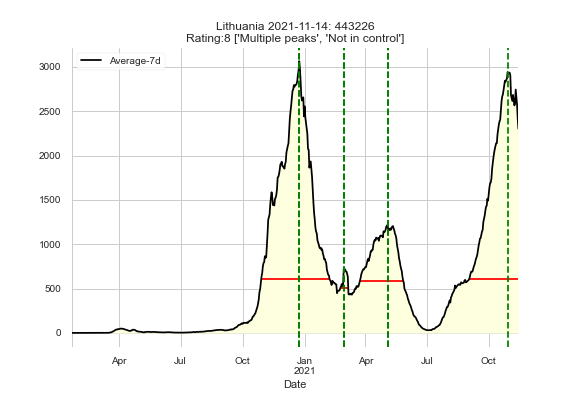 Lithuania 2021-11-14: 443226
Rating:8 ['Multiple peaks', 'Not in control']
Average-7d
3000
2500
2000
1500
1000
500
0
Apr Jul Oct Jan Apr Jul Oct
2021
Date